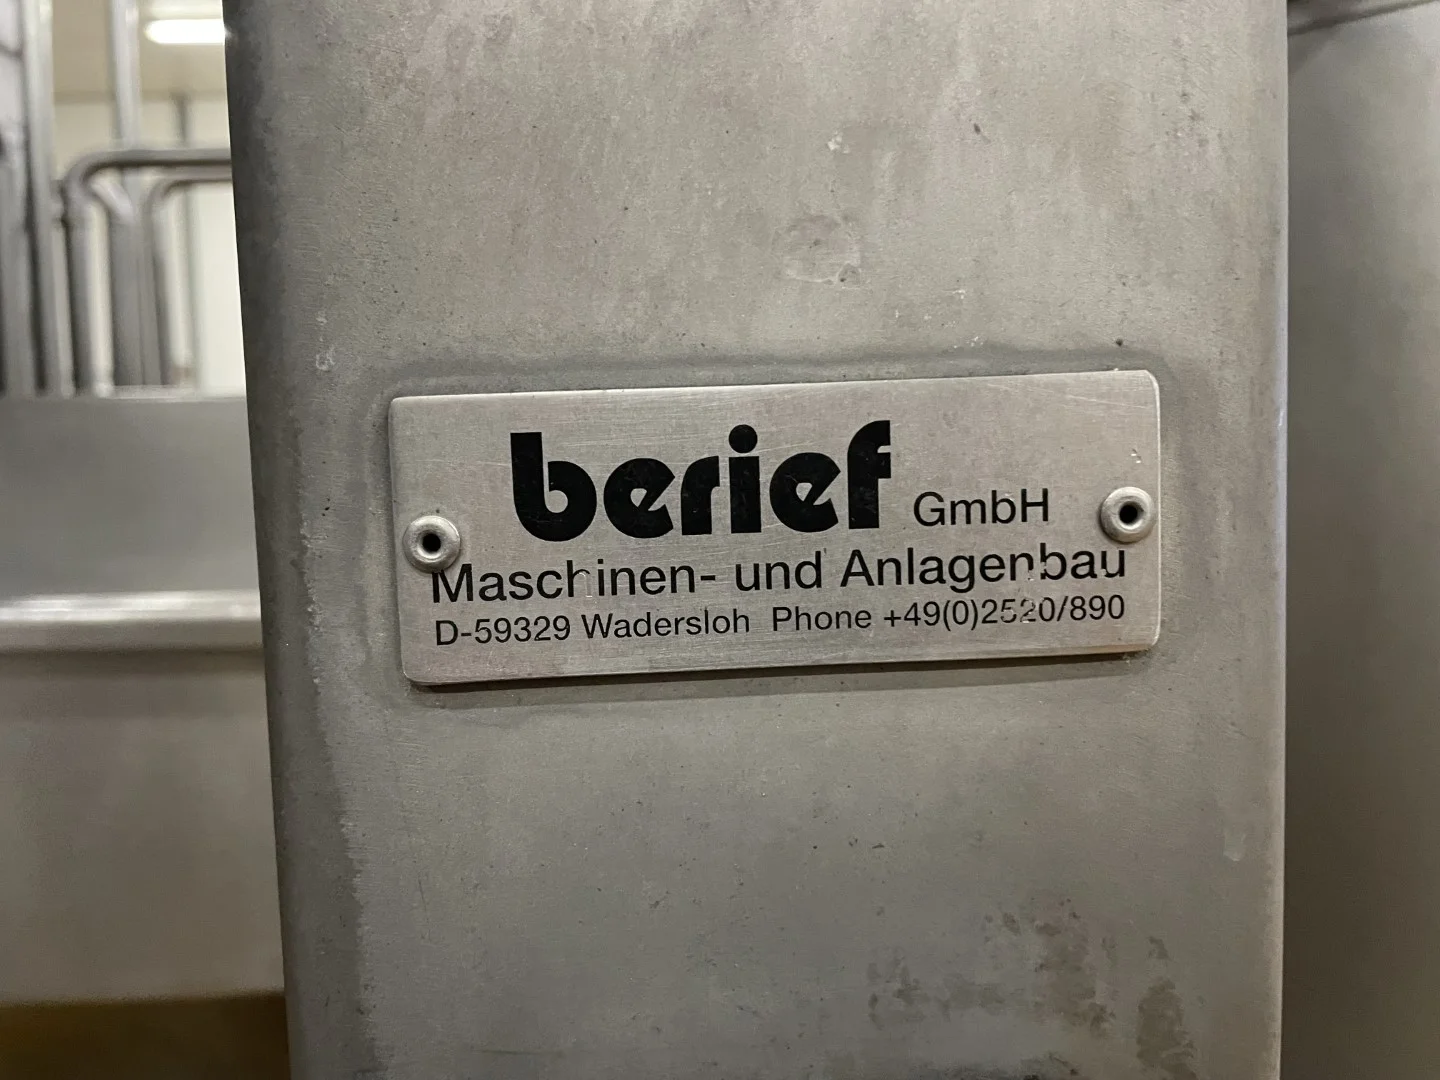 berief GmbH
Maschinen- und Anlagenbau
D-59329 Wadersloh Phone +49(0)2520/890